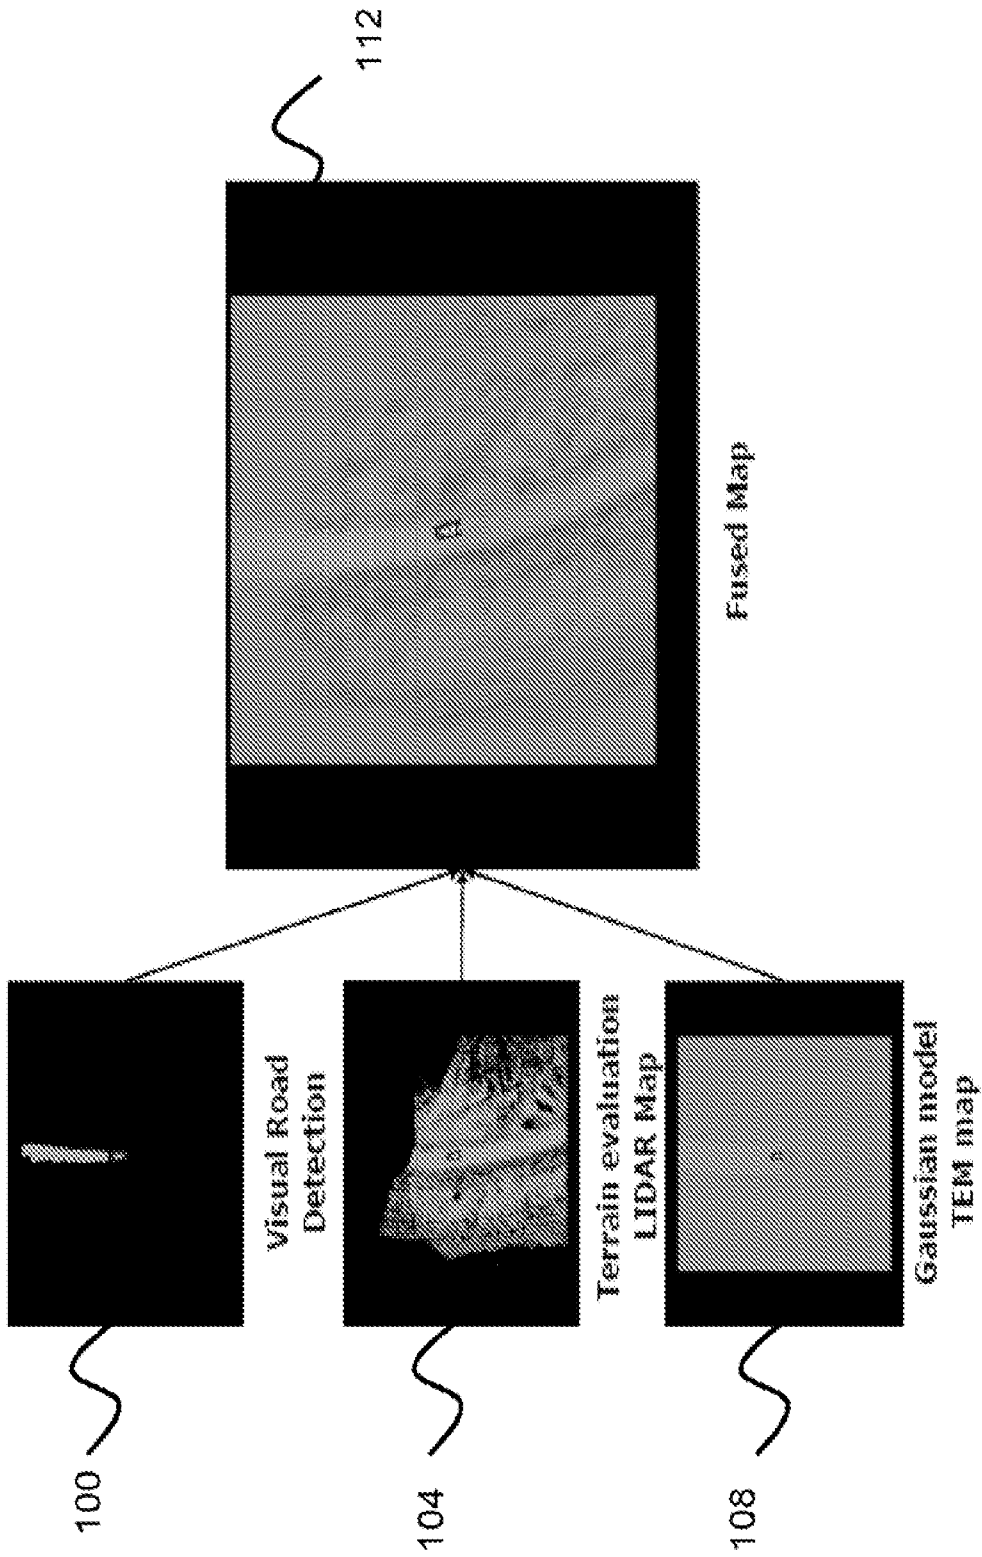 100
Visual Road
Detection
104
Terrain evaluation
LIDAR Map
108
Gaussian model
TEM map
Fused Map
112